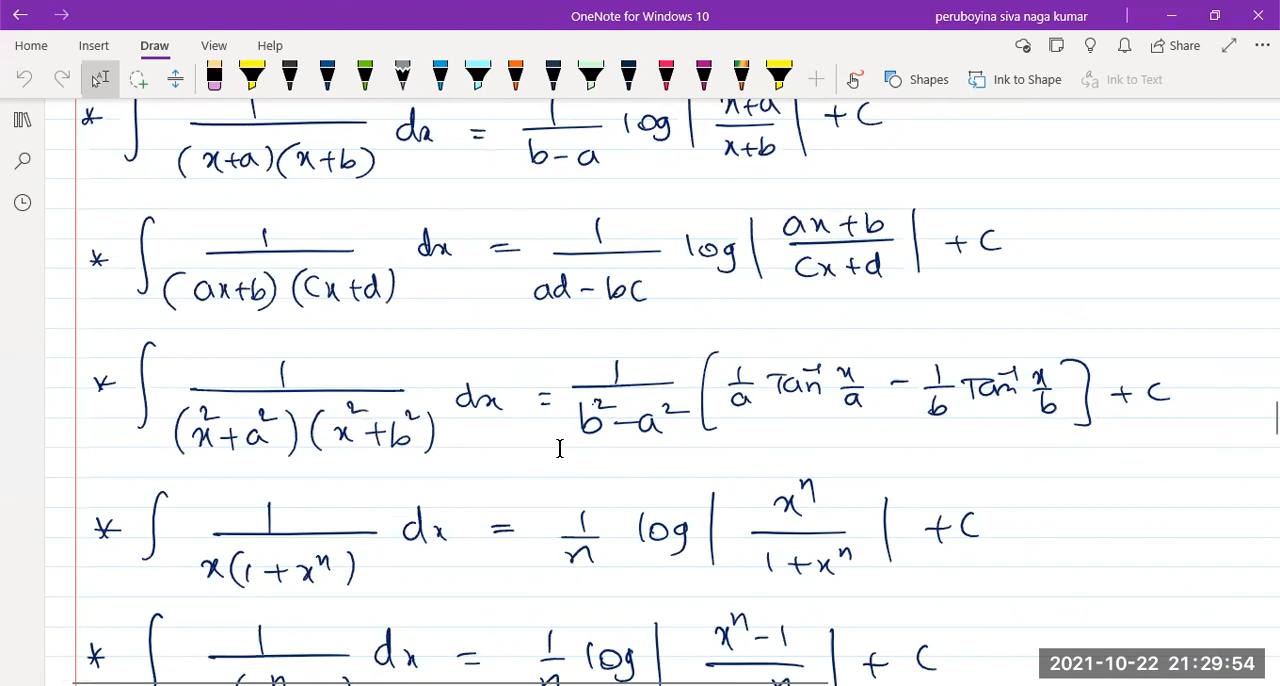 OneNote for Windows 10
peruboyina siva naga kumar
Home Insert Draw View Help
Share
Shapes Ink to Shape Ink to Text
* ∫ 1/((x+a)(x+b)) dx = 1/(b-a) log |(x+a)/(x+b)| + C
* ∫ 1/((ax+b)(cx+d)) dx = 1/(ad-bc) log |(ax+b)/(cx+d)| + C
* ∫ 1/((x²+a²)(x²+b²)) dx = 1/(b²-a²) [1/a Tan⁻¹ x/a - 1/b Tan⁻¹ x/b] + C
* ∫ 1/(x(1+xⁿ)) dx = 1/n log |xⁿ/(1+xⁿ)| + C
* ∫ 1 dx = 1/n log | xⁿ-1 | + C
2021-10-22 21:29:54